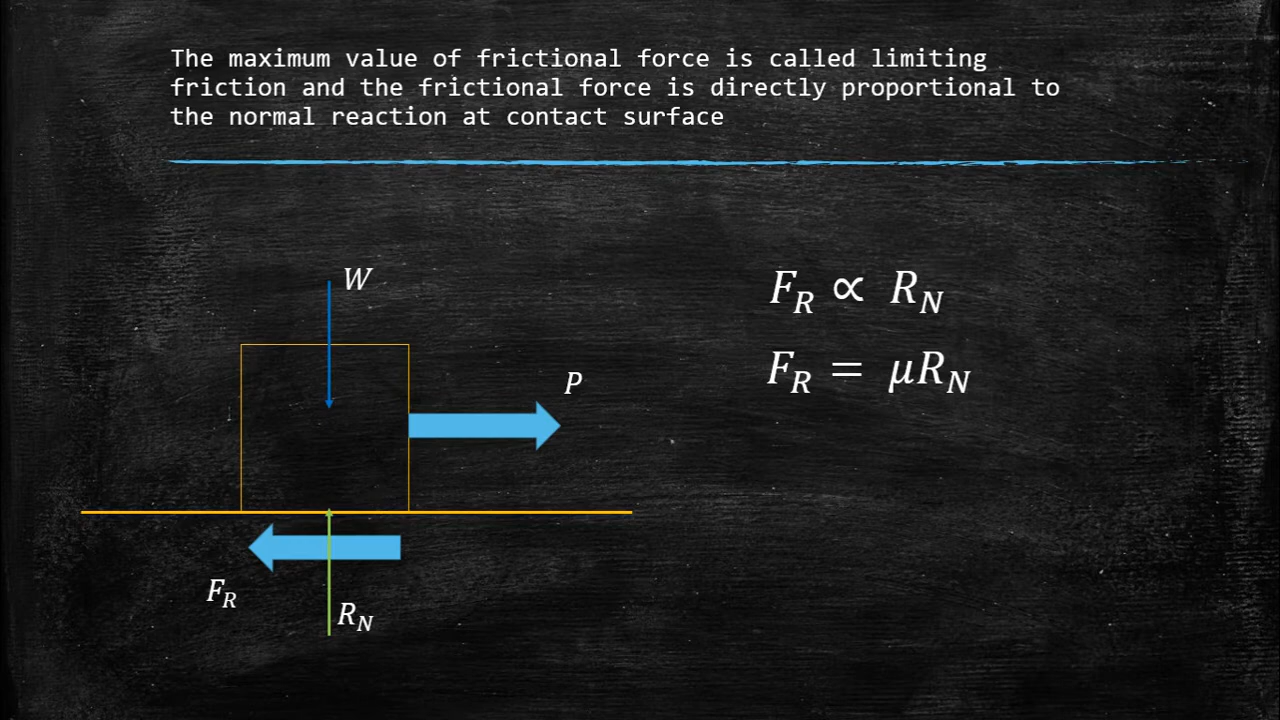 The maximum value of frictional force is called limiting
friction and the frictional force is directly proportional to
the normal reaction at contact surface
W
P
F_R
R_N
F_R ∝ R_N
F_R = μR_N